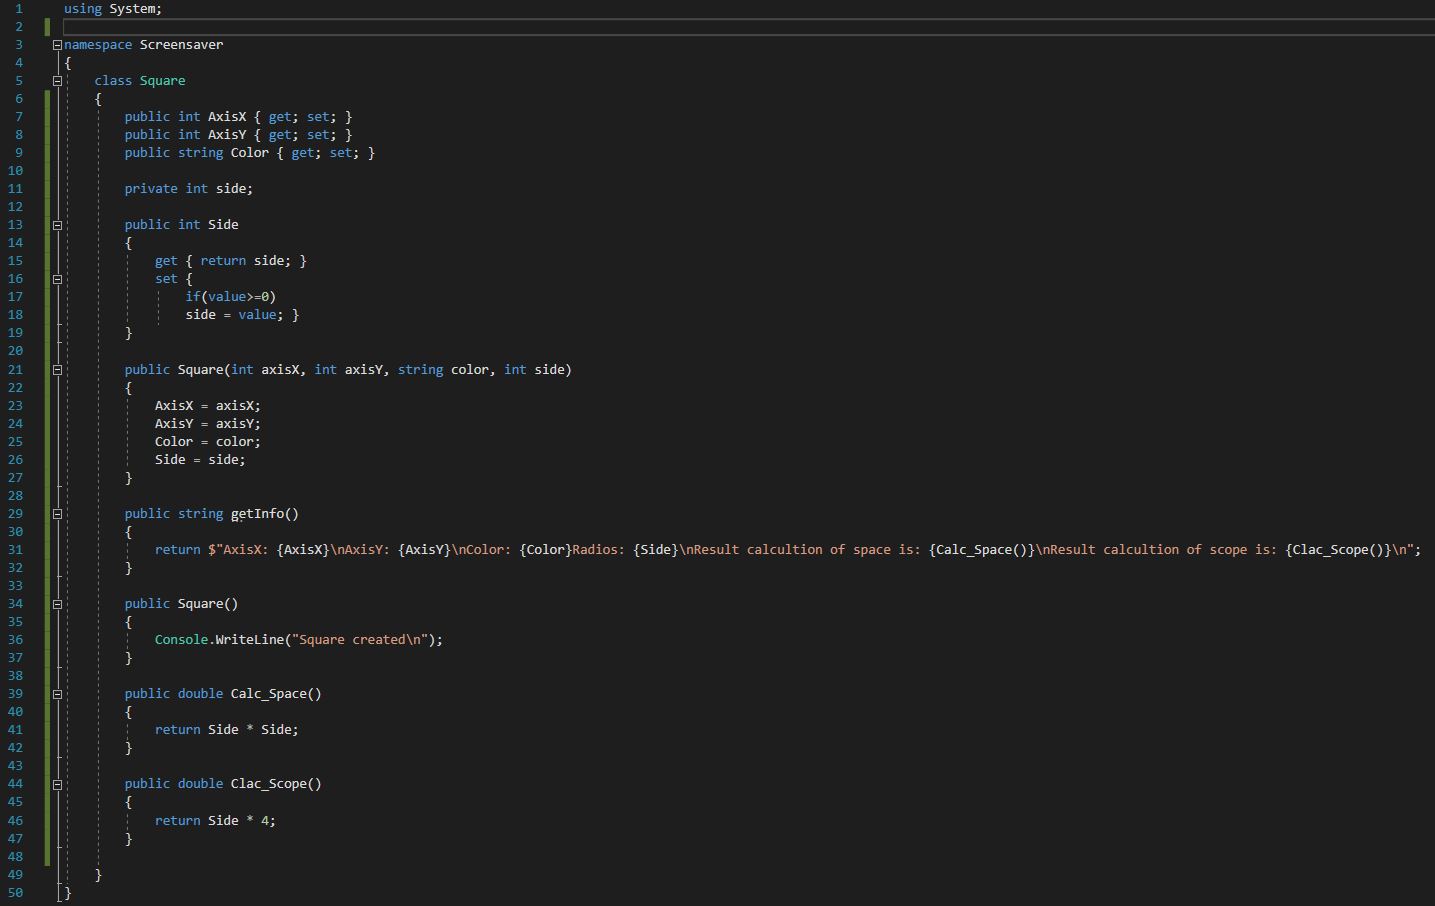 1 using System;
2
3 namespace Screensaver
4 {
5     class Square
6     {
7         public int AxisX { get; set; }
8         public int AxisY { get; set; }
9         public string Color { get; set; }
10
11         private int side;
12
13         public int Side
14         {
15             get { return side; }
16             set {
17                 if(value>=0)
18                 side = value; }
19         }
20
21         public Square(int axisX, int axisY, string color, int side)
22         {
23             AxisX = axisX;
24             AxisY = axisY;
25             Color = color;
26             Side = side;
27         }
28
29         public string getInfo()
30         {
31             return $"AxisX: {AxisX}\nAxisY: {AxisY}\nColor: {Color}Radios: {Side}\nResult calcultion of space is: {Calc_Space()}\nResult calcultion of scope is: {Clac_Scope()}\n";
32         }
33
34         public Square()
35         {
36             Console.WriteLine("Square created\n");
37         }
38
39         public double Calc_Space()
40         {
41             return Side * Side;
42         }
43
44         public double Clac_Scope()
45         {
46             return Side * 4;
47         }
48
49     }
50 }